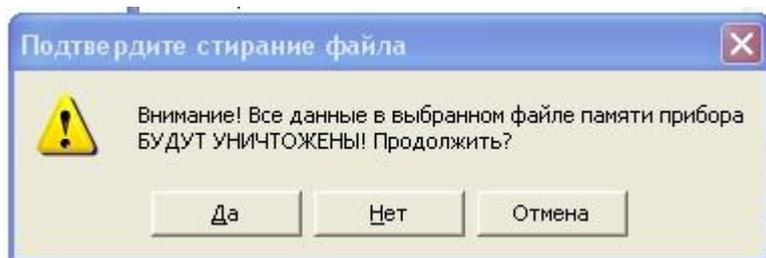 Подтвердите стирание файла
Внимание! Все данные в выбранном файле памяти прибора
БУДУТ УНИЧТОЖЕНЫ! Продолжить?
Да Нет Отмена